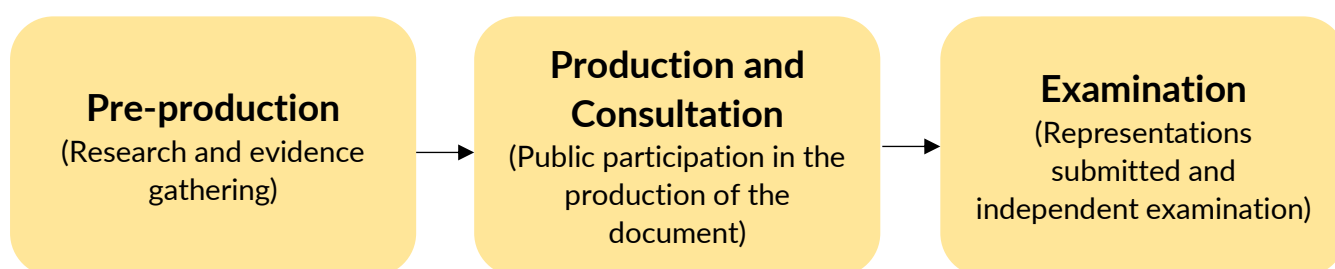 Pre-production
(Research and evidence
gathering)
Production and
Consultation
(Public participation in the
production of the
document)
Examination
(Representations
submitted and
independent examination)